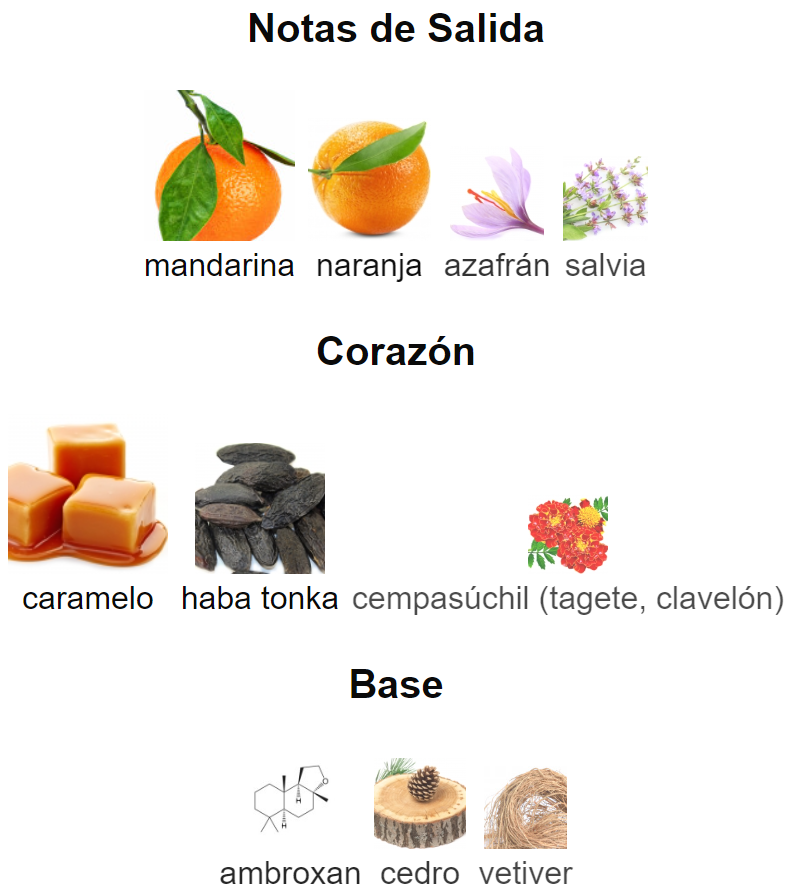 Notas de Salida
mandarina naranja azafrán salvia
Corazón
caramelo haba tonka cempasúchil (tagete, clavelón)
Base
O
H
H
ambroxan cedro vetiver